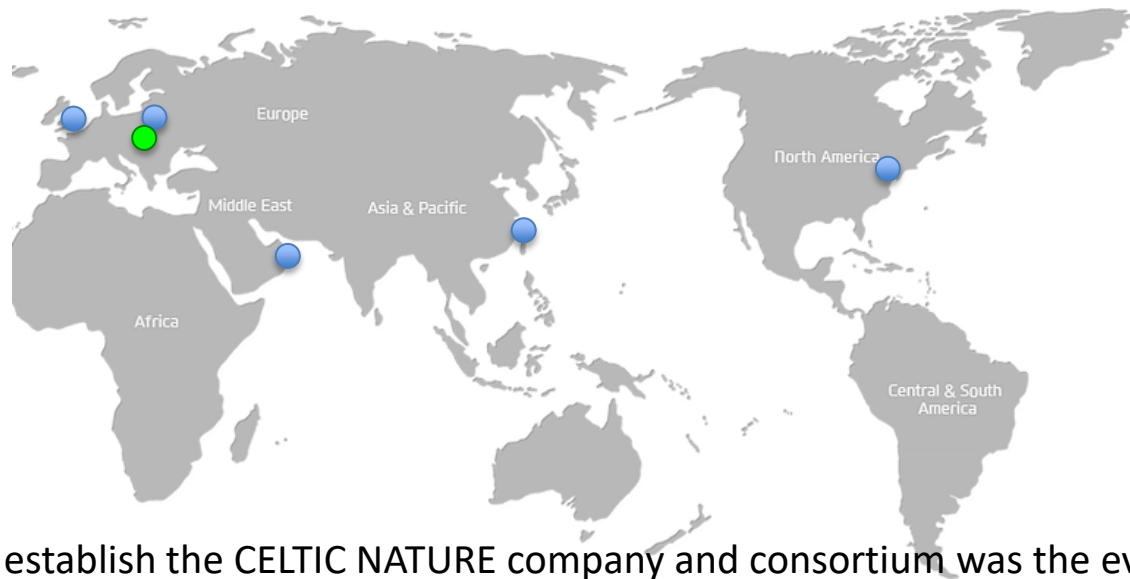 Europe
North America
Middle East
Asia & Pacific
Africa
Central & South
America
establish the CELTIC NATURE company and consortium was the ev